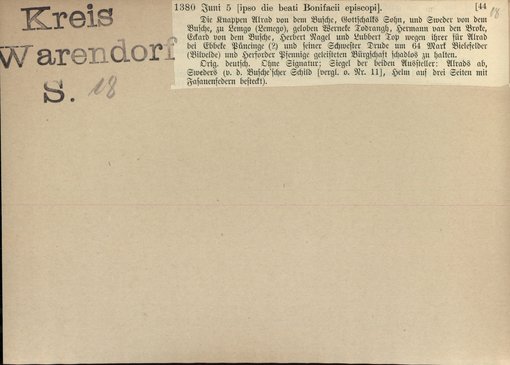 Kreis
Warendorf
S. 18
1380 Juni 5 [ipso die beati Bonifacii episcopi]. [44
18
Die Knappen Alrad von dem Busche, Gottschalks Sohn, und Sweder von dem
Busche, zu Lemgo (Lemego), geloben Werneke Todrangh, Hermann van den Broke,
Eckard von dem Busche, Herbert Nagel und Lubbert Top wegen ihrer für Alrad
bei Ebbeke Plüncinge (?) und seiner Schwester Drude um 64 Mark Bielefelder
(Bilvelde) und Herforder Pfennige geleisteten Bürgschaft schadlos zu halten.
Orig. deutsch. Ohne Signatur; Siegel der beiden Aussteller: Alrads ab,
Sweders (v. d. Busche'scher Schild [vergl. o. Nr. 11], Helm auf drei Seiten mit
Fasanenfedern besteckt).